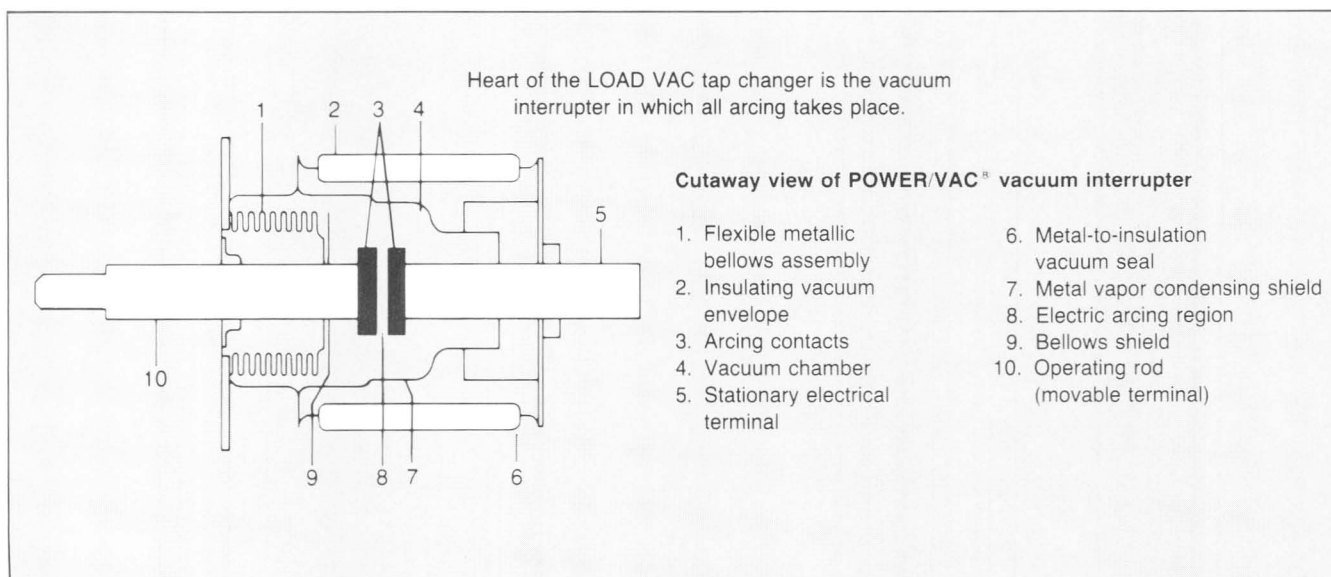 Heart of the LOAD VAC tap changer is the vacuum
interrupter in which all arcing takes place.
1 2 3 4
5
10
9 8 7 6
Cutaway view of POWER/VAC® vacuum interrupter
1. Flexible metallic
bellows assembly
2. Insulating vacuum
envelope
3. Arcing contacts
4. Vacuum chamber
5. Stationary electrical
terminal
6. Metal-to-insulation
vacuum seal
7. Metal vapor condensing shield
8. Electric arcing region
9. Bellows shield
10. Operating rod
(movable terminal)